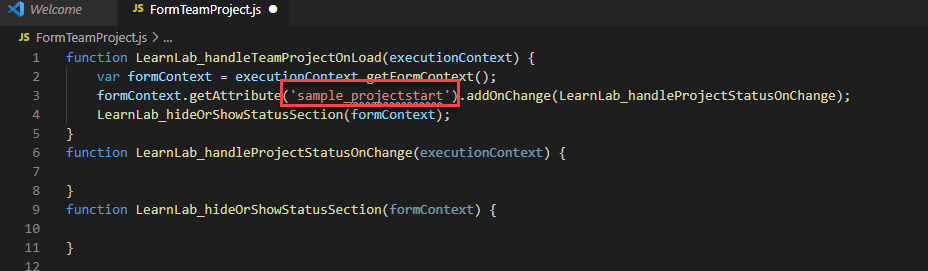 Welcome
JS FormTeamProject.js ●
JS FormTeamProject.js > ...
1 function LearnLab_handleTeamProjectOnLoad(executionContext) {
2 var formContext = executionContext.getFormContext();
3 formContext.getAttribute('sample_projectstart').addOnChange(LearnLab_handleProjectStatusOnChange);
4 LearnLab_hideOrShowStatusSection(formContext);
5 }
6 function LearnLab_handleProjectStatusOnChange(executionContext) {
7
8 }
9 function LearnLab_hideOrShowStatusSection(formContext) {
10
11 }
12